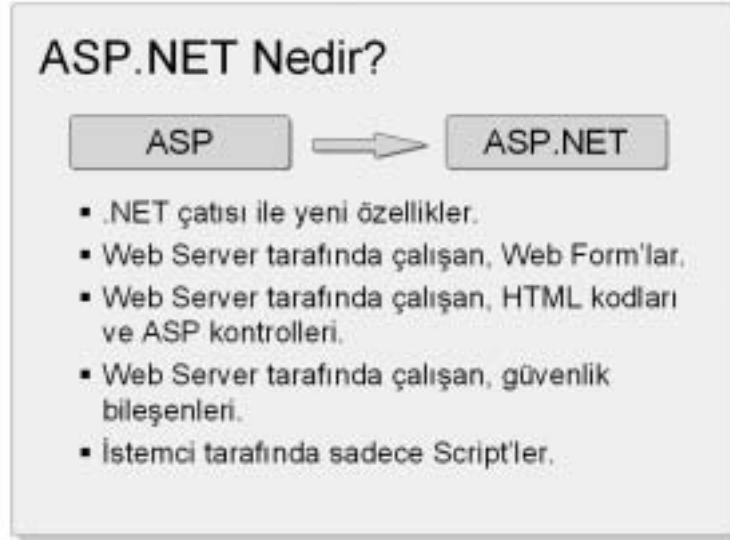 ASP.NET Nedir?
ASP
ASP.NET
▪ .NET çatısı ile yeni özellikler.
▪ Web Server tarafında çalışan, Web Form'lar.
▪ Web Server tarafında çalışan, HTML kodları
ve ASP kontrolleri.
▪ Web Server tarafında çalışan, güvenlik
bileşenleri.
▪ İstemci tarafında sadece Script'ler.